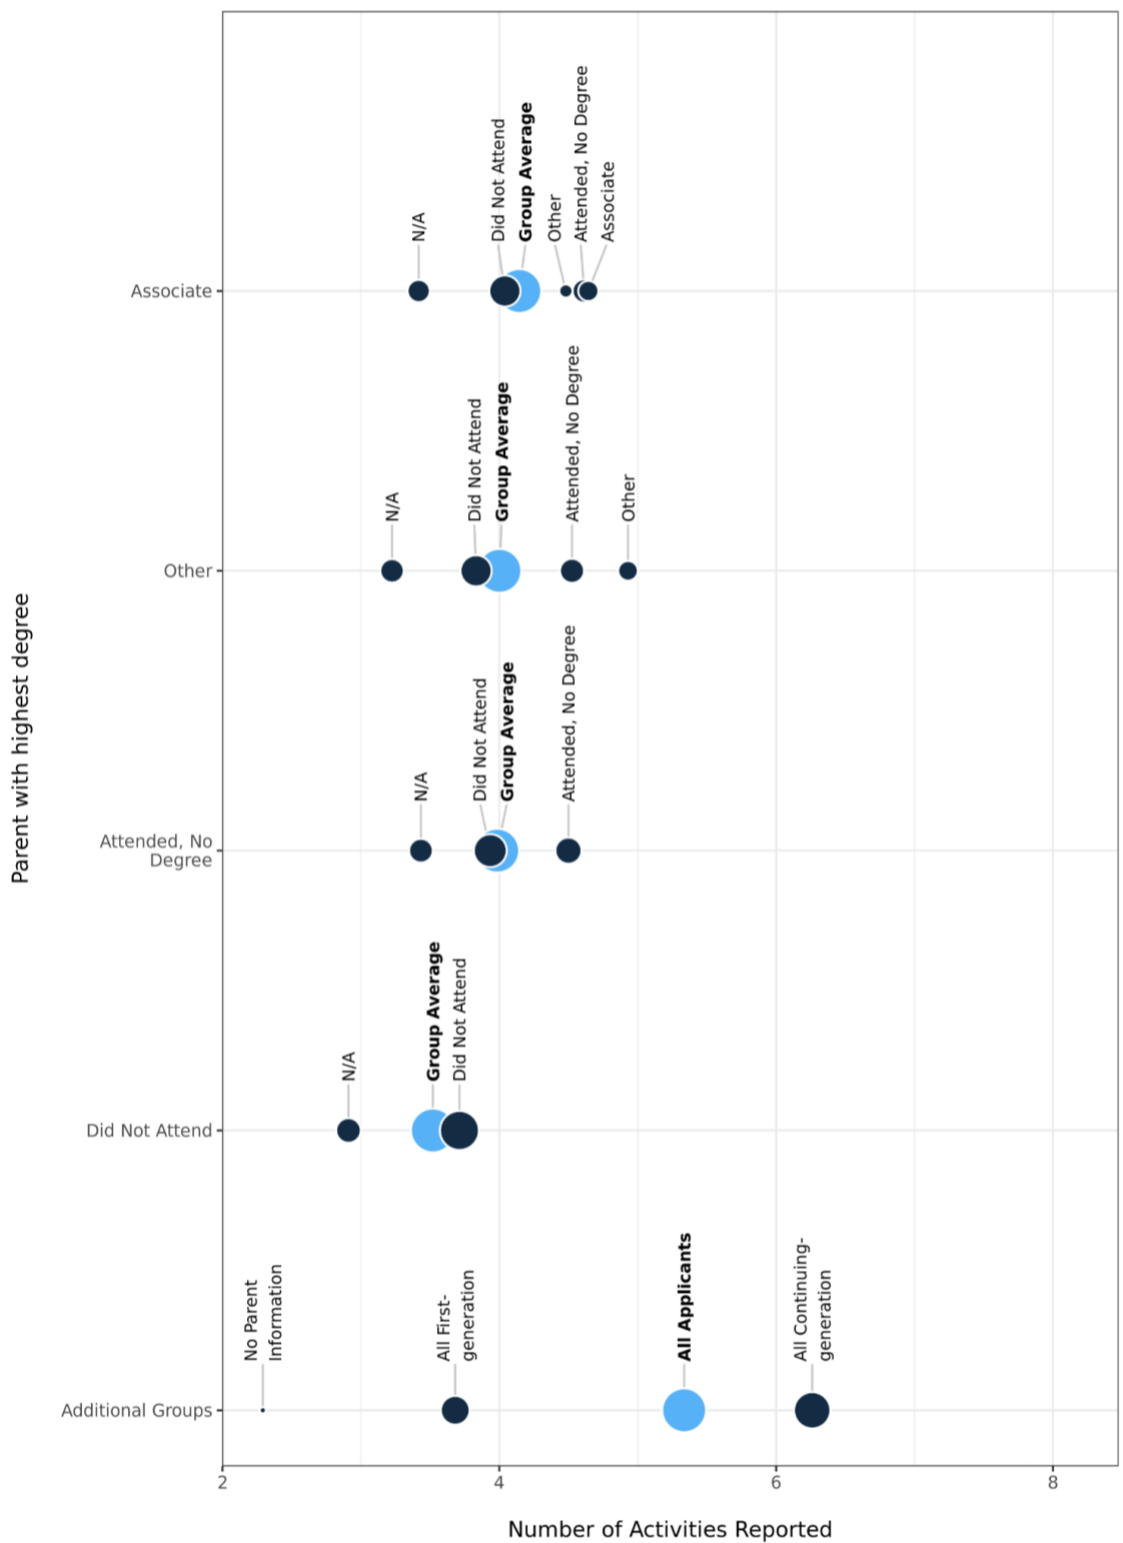 Parent with highest degree
Associate
N/A
Did Not Attend
Group Average
Other
Attended, No Degree
Associate
Other
N/A
Did Not Attend
Group Average
Attended, No Degree
Other
Attended, No
Degree
N/A
Did Not Attend
Group Average
Attended, No Degree
Did Not Attend
N/A
Group Average
Did Not Attend
Additional Groups
No Parent
Information
All First-
generation
All Applicants
All Continuing-
generation
2
4
6
8
Number of Activities Reported